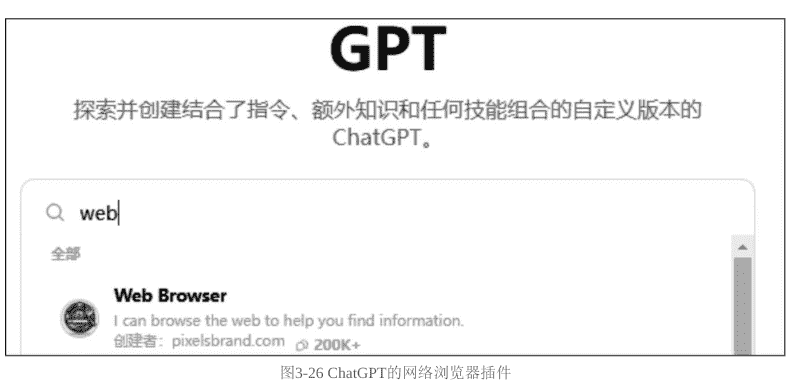 GPT
探索并创建结合了指令、额外知识和任何技能组合的自定义版本的
ChatGPT。
web
全部
Web Browser
I can browse the web to help you find information.
创建者：pixelsbrand.com 200K+
图3-26 ChatGPT的网络浏览器插件